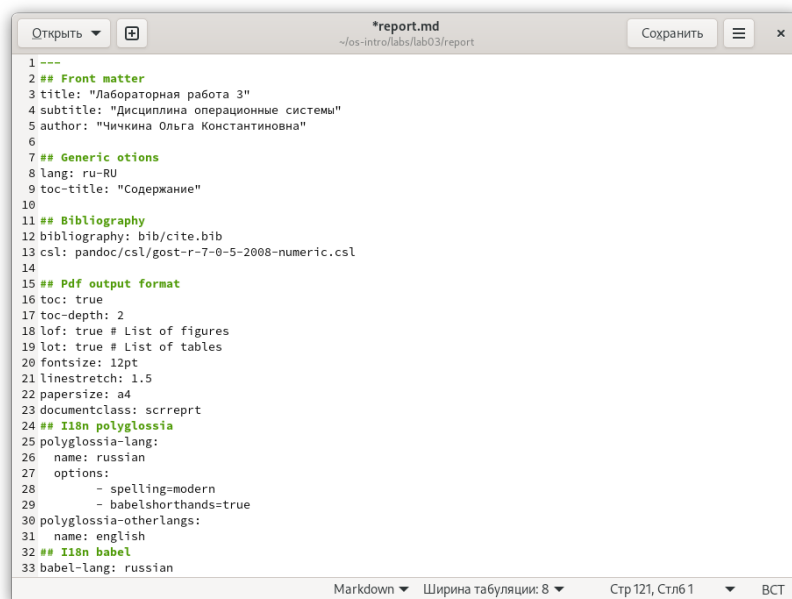 Открыть
*report.md
~/os-intro/labs/lab03/report
Сохранить
1 ---
2 ## Front matter
3 title: "Лабораторная работа 3"
4 subtitle: "Дисциплина операционные системы"
5 author: "Чичкина Ольга Константиновна"
6
7 ## Generic otions
8 lang: ru-RU
9 toc-title: "Содержание"
10
11 ## Bibliography
12 bibliography: bib/cite.bib
13 csl: pandoc/csl/gost-r-7-0-5-2008-numeric.csl
14
15 ## Pdf output format
16 toc: true
17 toc-depth: 2
18 lof: true # List of figures
19 lot: true # List of tables
20 fontsize: 12pt
21 linestretch: 1.5
22 papersize: a4
23 documentclass: scrreprt
24 ## I18n polyglossia
25 polyglossia-lang:
26   name: russian
27   options:
28         - spelling=modern
29         - babelshorthands=true
30 polyglossia-otherlangs:
31   name: english
32 ## I18n babel
33 babel-lang: russian
Markdown Ширина табуляции: 8 Стр 121, Стлб 1 ВСТ